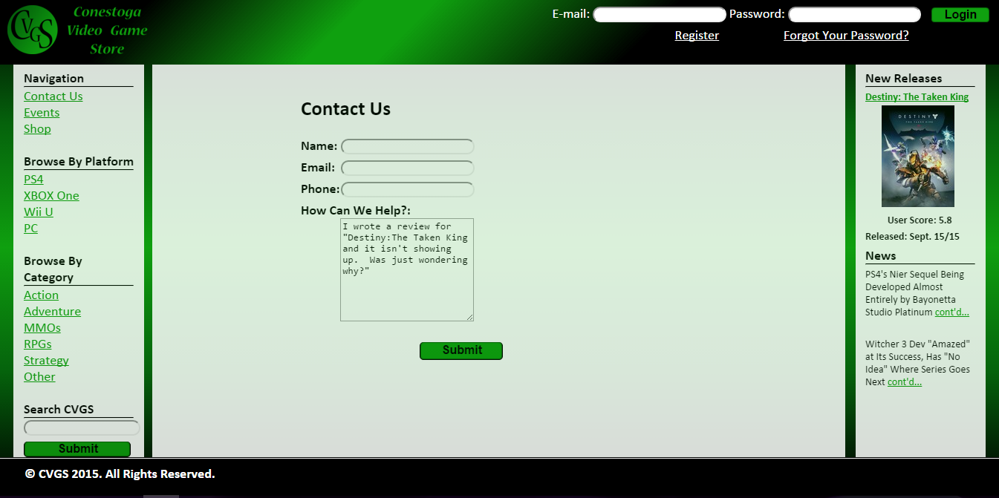 CVGS
Conestoga
Video Game
Store
E-mail: Password: Login
Register Forgot Your Password?
Navigation
Contact Us
Events
Shop
Browse By Platform
PS4
XBOX One
Wii U
PC
Browse By
Category
Action
Adventure
MMOs
RPGs
Strategy
Other
Search CVGS
Submit
Contact Us
Name:
Email:
Phone:
How Can We Help?:
I wrote a review for
"Destiny:The Taken King
and it isn't showing
up.  Was just wondering
why?"
Submit
New Releases
Destiny: The Taken King
DESTINY
THE TAKEN KING
User Score: 5.8
Released: Sept. 15/15
News
PS4's Nier Sequel Being
Developed Almost
Entirely by Bayonetta
Studio Platinum cont'd...
Witcher 3 Dev "Amazed"
at Its Success, Has "No
Idea" Where Series Goes
Next cont'd...
© CVGS 2015. All Rights Reserved.